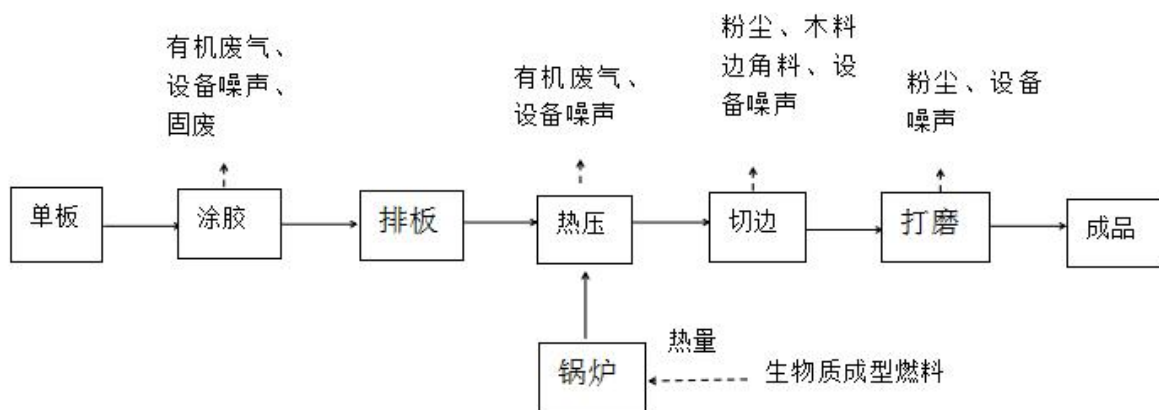 有机废气、
设备噪声、
固废
有机废气、
设备噪声
粉尘、木料
边角料、设
备噪声
粉尘、设备
噪声
单板
涂胶
排板
热压
切边
打磨
成品
热量
锅炉
生物质成型燃料